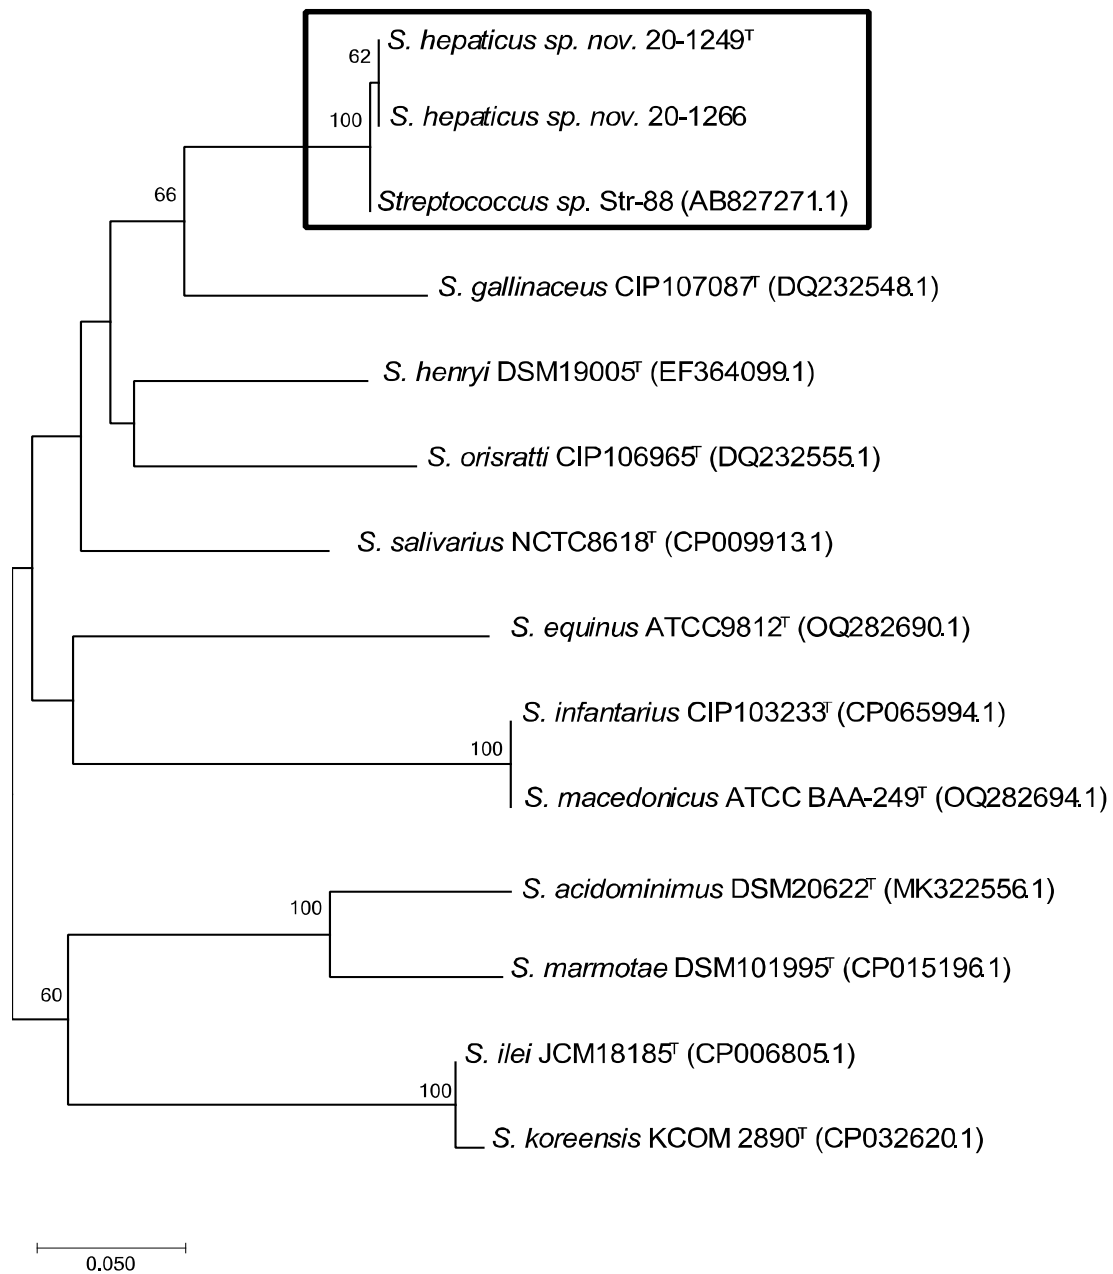 S. hepaticus sp. nov. 20-1249ᵀ
62
S. hepaticus sp. nov. 20-1266
100
Streptococcus sp. Str-88 (AB827271.1)
66
S. gallinaceus CIP107087ᵀ (DQ232548.1)
S. henryi DSM19005ᵀ (EF364099.1)
S. orisratti CIP106965ᵀ (DQ232555.1)
S. salivarius NCTC8618ᵀ (CP009913.1)
S. equinus ATCC9812ᵀ (OQ282690.1)
S. infantarius CIP103233ᵀ (CP065994.1)
100
S. macedonicus ATCC BAA-249ᵀ (OQ282694.1)
S. acidominimus DSM20622ᵀ (MK322556.1)
100
S. marmotae DSM101995ᵀ (CP015196.1)
60
S. ilei JCM18185ᵀ (CP006805.1)
100
S. koreensis KCOM 2890ᵀ (CP032620.1)
0.050